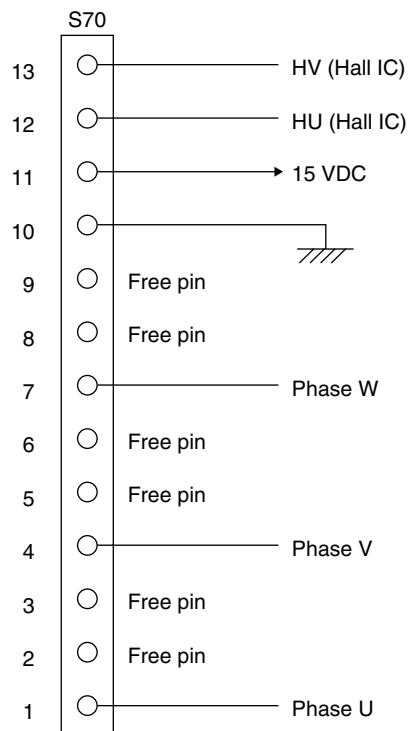 S70
13 HV (Hall IC)
12 HU (Hall IC)
11 15 VDC
10
9 Free pin
8 Free pin
7 Phase W
6 Free pin
5 Free pin
4 Phase V
3 Free pin
2 Free pin
1 Phase U